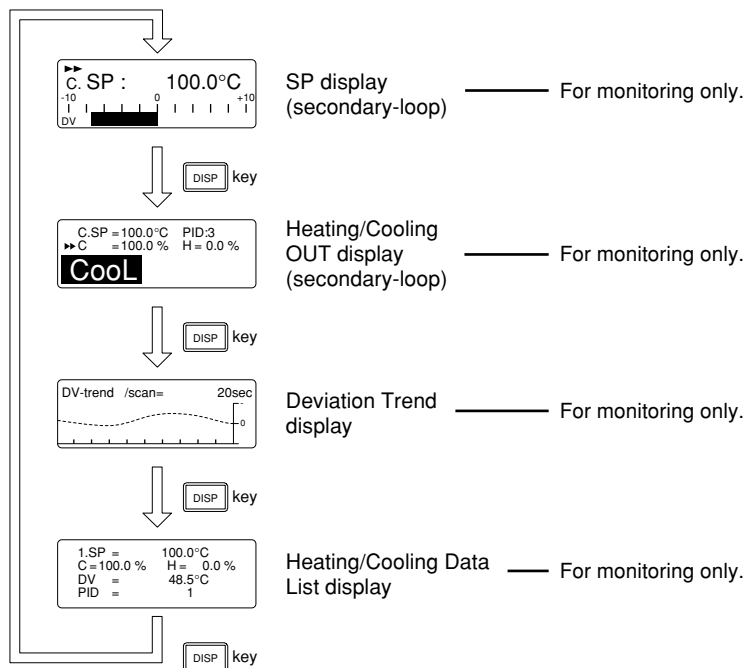 ▸▸
C. SP :     100.0°C
-10     0     +10
DV
SP display
(secondary-loop)
For monitoring only.
DISP key
C.SP =100.0°C   PID:3
▸▸C   =100.0 %   H = 0.0 %
CooL
Heating/Cooling
OUT display
(secondary-loop)
For monitoring only.
DISP key
DV-trend   /scan=   20sec
0
Deviation Trend
display
For monitoring only.
DISP key
1.SP =   100.0°C
C =100.0 %   H =   0.0 %
DV   =   48.5°C
PID   =   1
Heating/Cooling Data
List display
For monitoring only.
DISP key